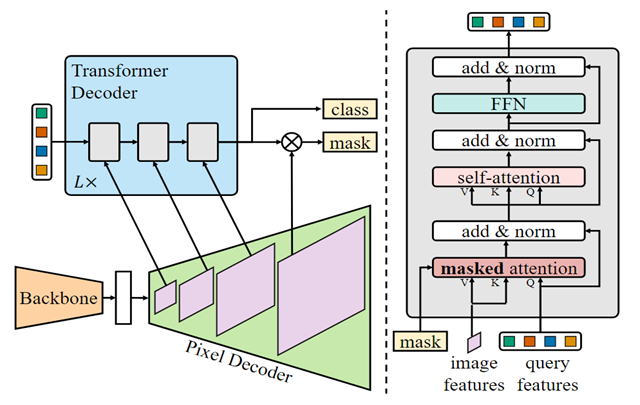 Transformer
Decoder
L×
class
mask
Backbone
Pixel Decoder
add & norm
FFN
add & norm
self-attention
V K Q
add & norm
masked attention
V K Q
mask
image
features
query
features